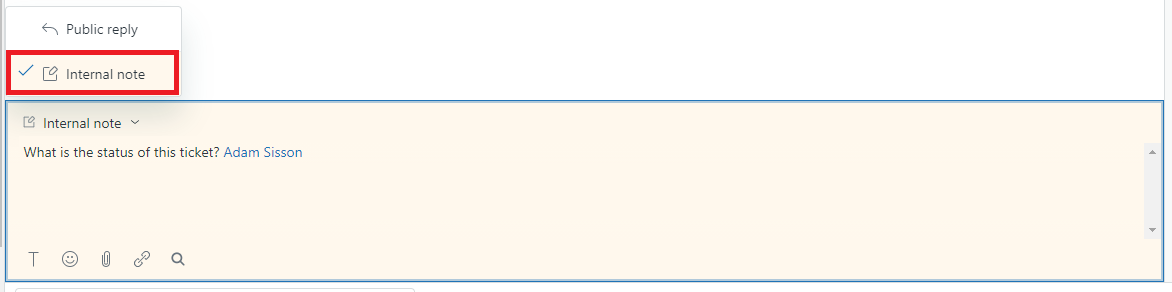 Public reply
Internal note
Internal note
What is the status of this ticket? Adam Sisson
T